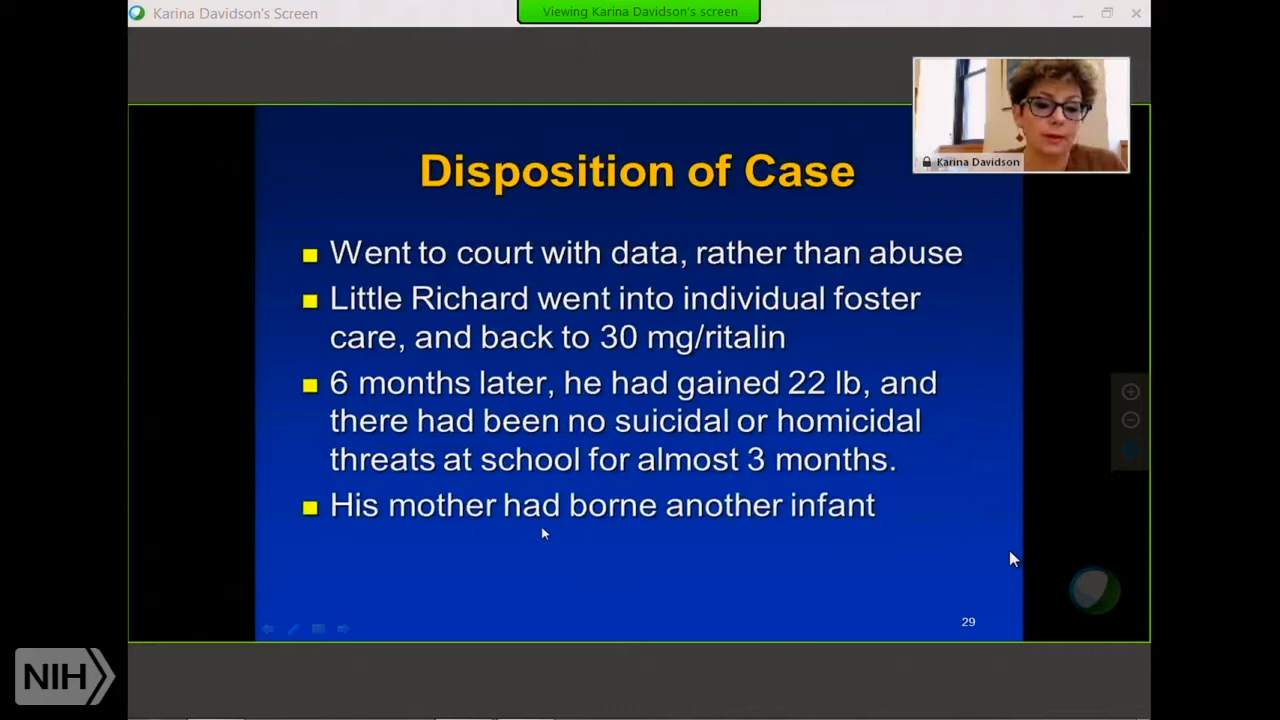 Karina Davidson's Screen
Viewing Karina Davidson's screen
Karina Davidson
Disposition of Case
Went to court with data, rather than abuse
Little Richard went into individual foster
care, and back to 30 mg/ritalin
6 months later, he had gained 22 lb, and
there had been no suicidal or homicidal
threats at school for almost 3 months.
His mother had borne another infant
29
NIH